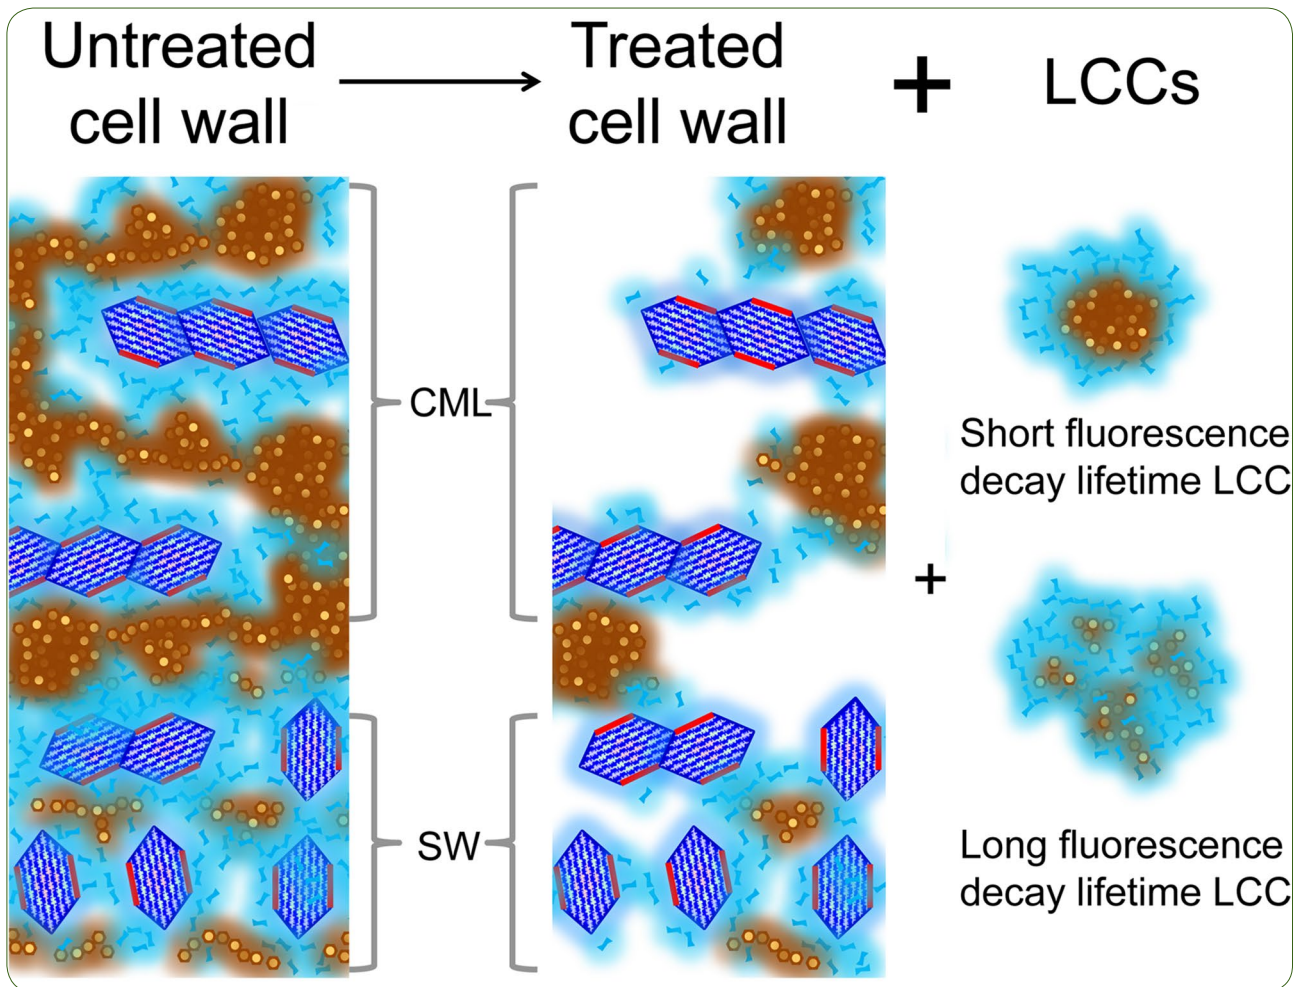 Untreated
cell wall
Treated
cell wall
+
LCCs
CML
SW
Short fluorescence
decay lifetime LCC
+
Long fluorescence
decay lifetime LCC